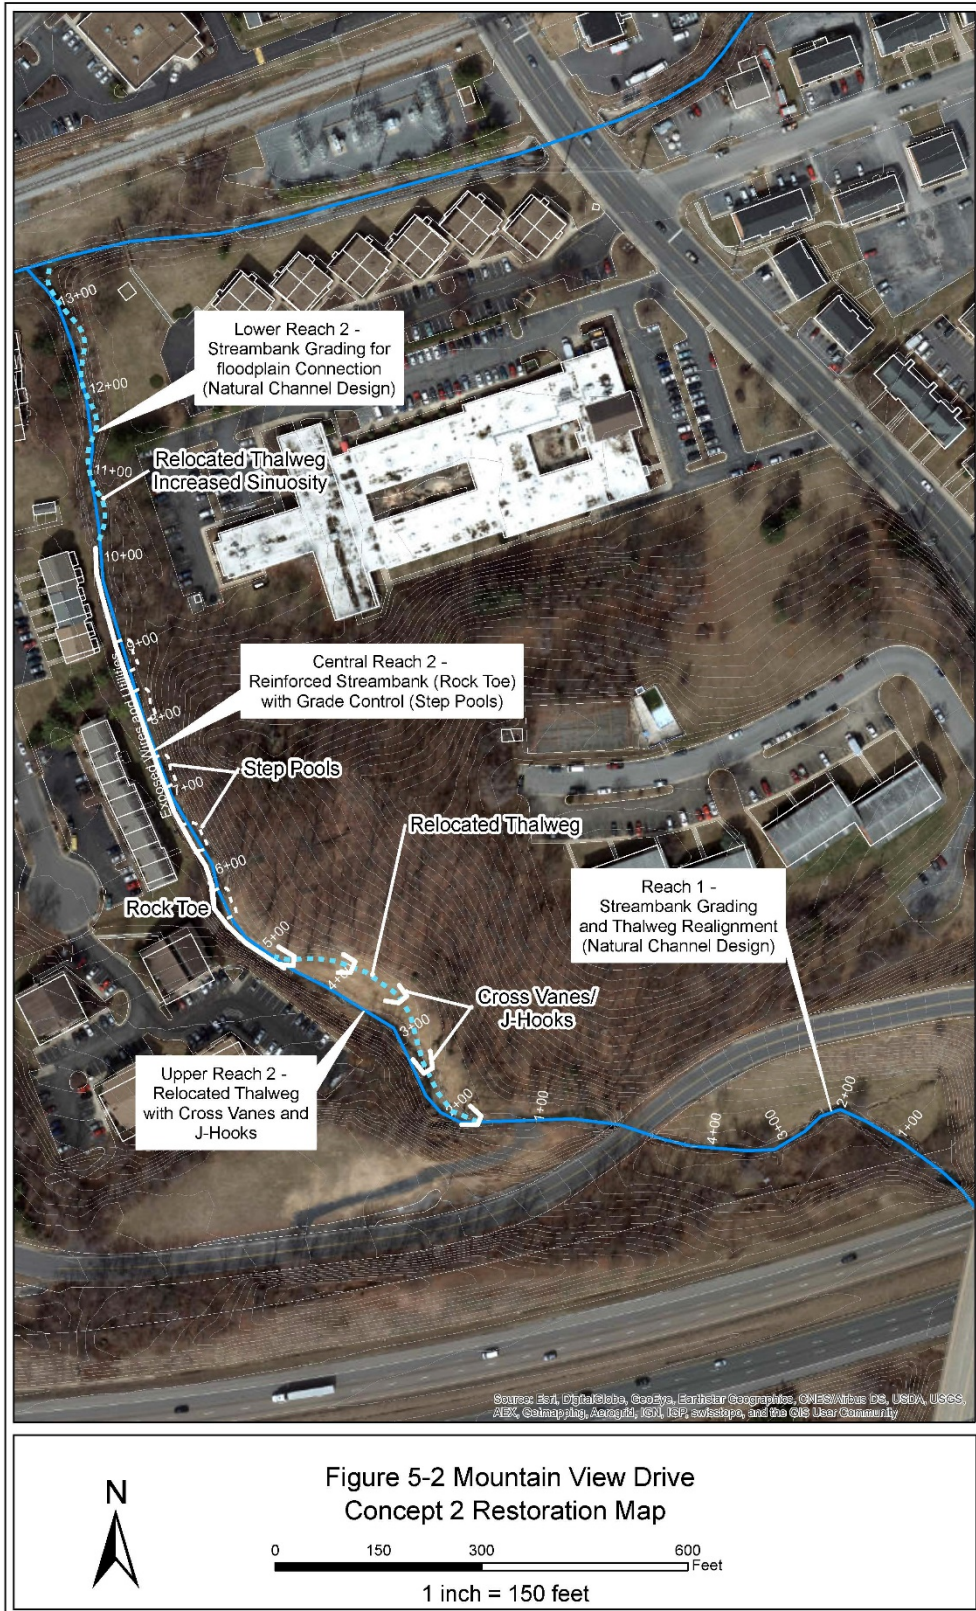 13+00
Lower Reach 2 -
Streambank Grading for
floodplain Connection
(Natural Channel Design)
12+00
11+00
Relocated Thalweg
Increased Sinuosity
10+00
9+00
Exposed Wires and Utilities
Central Reach 2 -
Reinforced Streambank (Rock Toe)
with Grade Control (Step Pools)
8+00
Step Pools
7+00
Relocated Thalweg
6+00
Rock Toe
Reach 1 -
Streambank Grading
and Thalweg Realignment
(Natural Channel Design)
5+00
4+00
Cross Vanes/
J-Hooks
3+00
Upper Reach 2 -
Relocated Thalweg
with Cross Vanes and
J-Hooks
2+00
1+00
4+00
3+00
2+00
1+00
Source: Esri, DigitalGlobe, GeoEye, Earthstar Geographics, CNES/Airbus DS, USDA, USGS,
AEX, Getmapping, Aerogrid, IGN, IGP, swisstopo, and the GIS User Community
N
Figure 5-2 Mountain View Drive
Concept 2 Restoration Map
0 150 300 600
Feet
1 inch = 150 feet